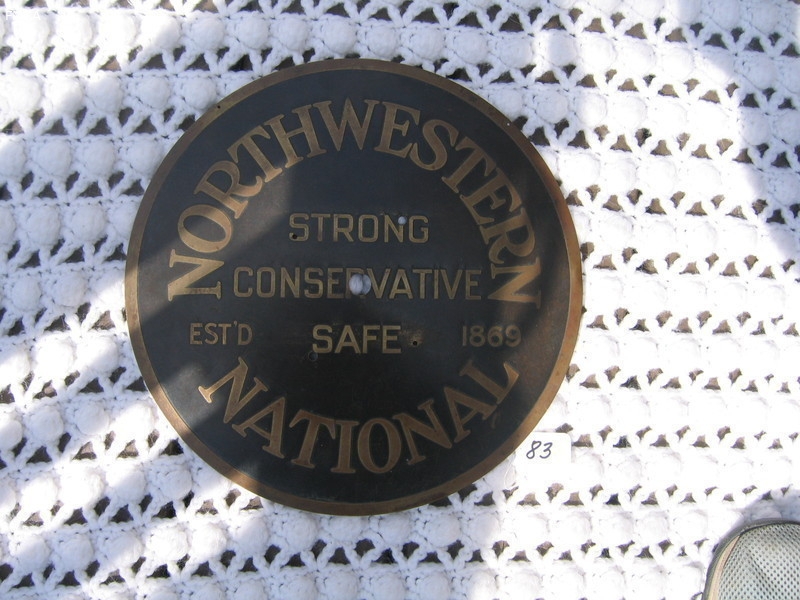 NORTHWESTERN
STRONG
CONSERVATIVE
EST'D SAFE 1869
NATIONAL
83